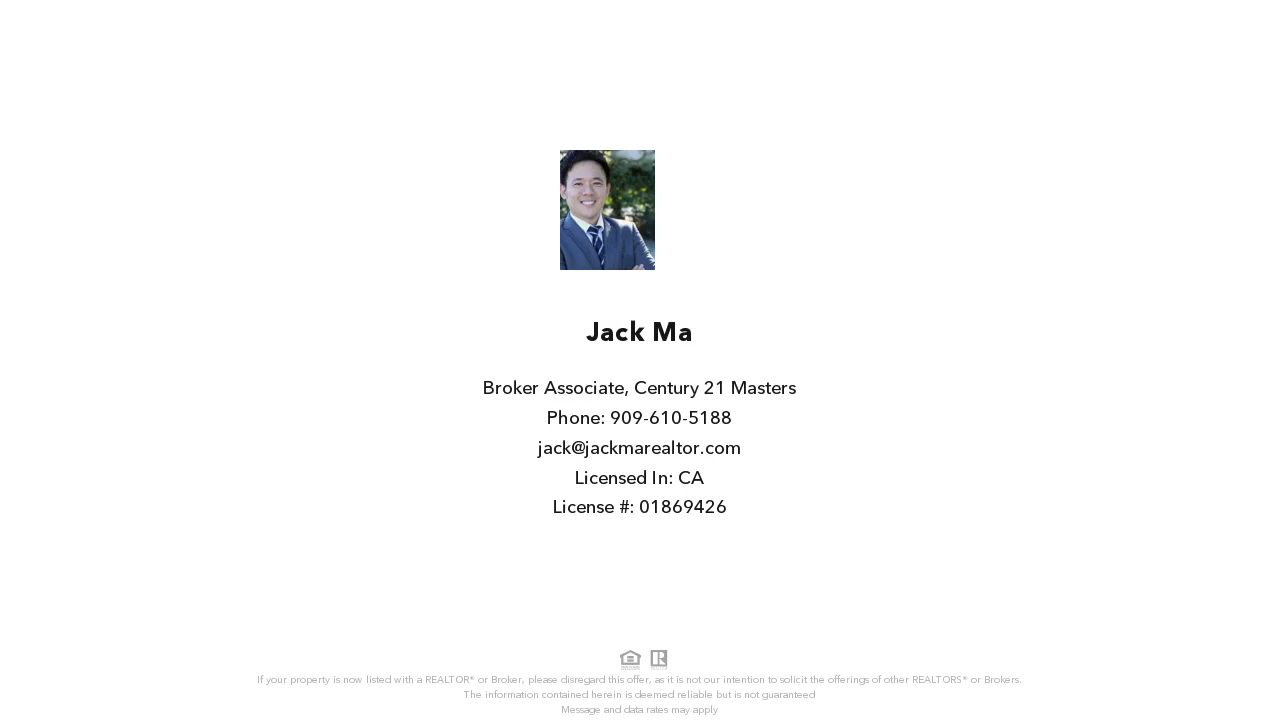 Jack Ma
Broker Associate, Century 21 Masters
Phone: 909-610-5188
jack@jackmarealtor.com
Licensed In: CA
License #: 01869426
If your property is now listed with a REALTOR® or Broker, please disregard this offer, as it is not our intention to solicit the offerings of other REALTORS® or Brokers.
The information contained herein is deemed reliable but is not guaranteed
Message and data rates may apply